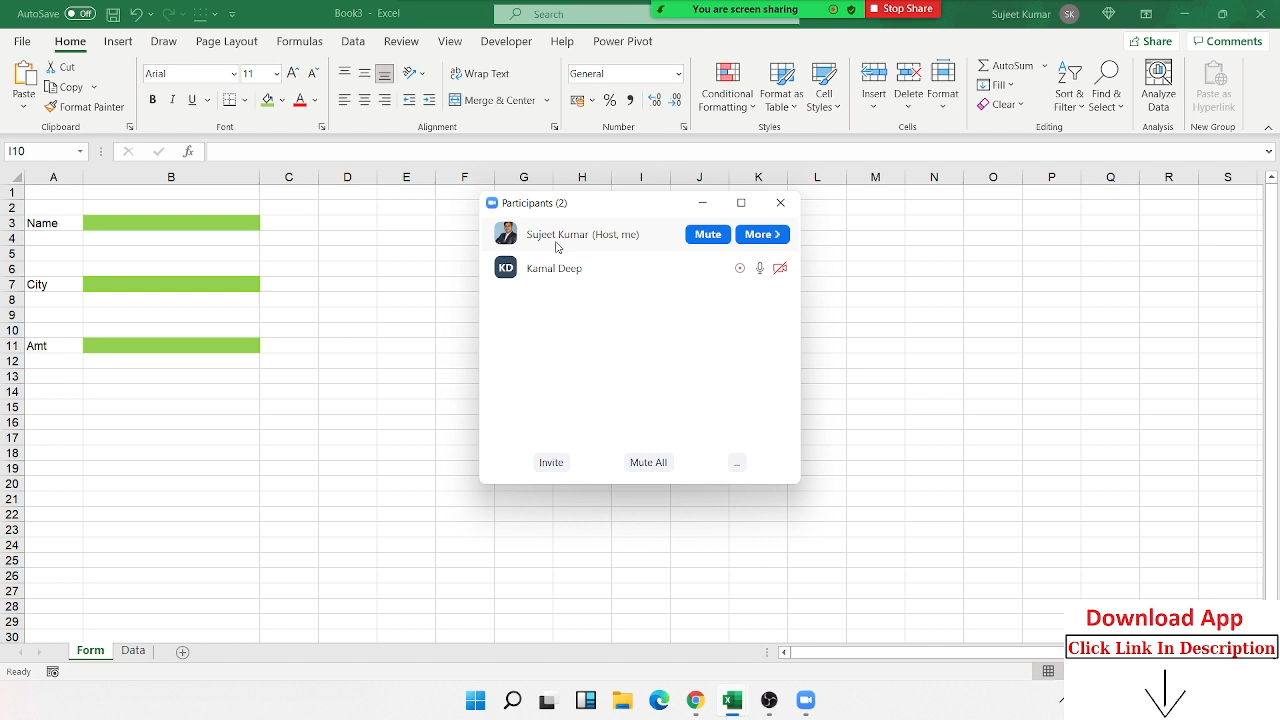 AutoSave Off Book3 - Excel Search You are screen sharing Stop Share Sujeet Kumar SK
File Home Insert Draw Page Layout Formulas Data Review View Developer Help Power Pivot Share Comments
Paste Cut Copy Format Painter
Arial 11
B I U A
Wrap Text
Merge & Center
General
Conditional Formatting
Format as Table
Cell Styles
Insert Delete Format
AutoSum
Fill
Clear
Sort & Filter
Find & Select
Analyze Data
Paste as Hyperlink
Clipboard Font Alignment Number Styles Cells Editing Analysis New Group
I10 fx
A B C D E F G H I J K L M N O P Q R S
1
2
3 Name
4
5
6
7 City
8
9
10
11 Amt
12
13
14
15
16
17
18
19
20
21
22
23
24
25
26
27
28
29
30
Participants (2)
Sujeet Kumar (Host, me) Mute More
KD Kamal Deep
Invite Mute All ...
Form Data
Ready
Download App
Click Link In Description